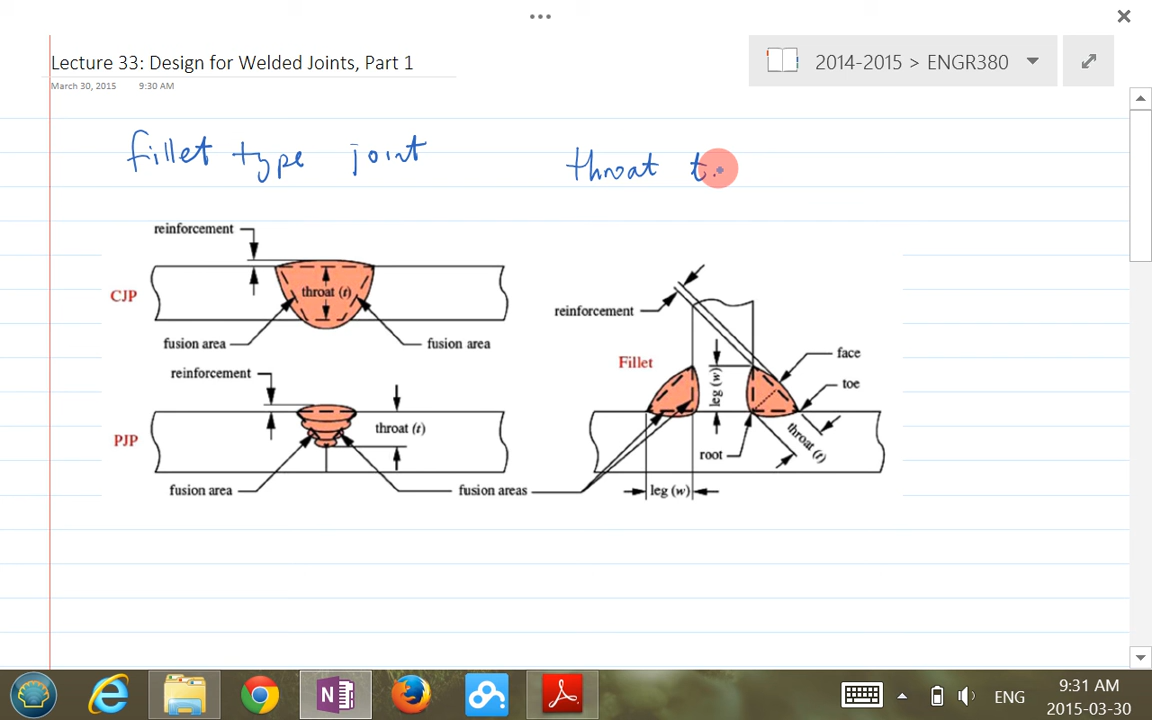 Lecture 33: Design for Welded Joints, Part 1
2014-2015 > ENGR380
March 30, 2015 9:30 AM
fillet type joint
throat t.
reinforcement
CJP
throat (t)
fusion area
fusion area
reinforcement
PJP
throat (t)
fusion area
fusion areas
reinforcement
Fillet
leg (w)
face
toe
throat (t)
root
leg (w)
ENG
9:31 AM
2015-03-30